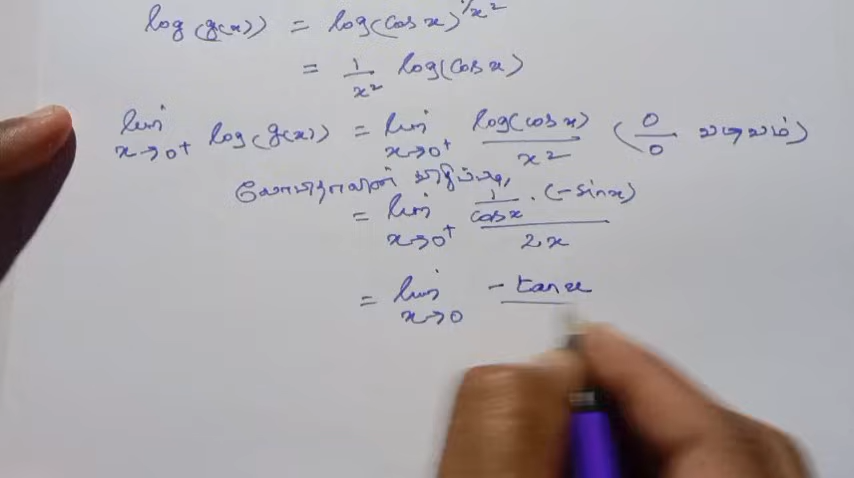 log(g(x)) = log(cos x)^1/x²
= 1/x² log(cos x)
lim x→0⁺ log(g(x)) = lim x→0⁺ log(cos x)/x² (0/0 வடிவம்)
லோபிதாலின் விதிப்படி,
= lim x→0⁺ 1/cos x · (-sin x)/2x
= lim x→0 -tan x